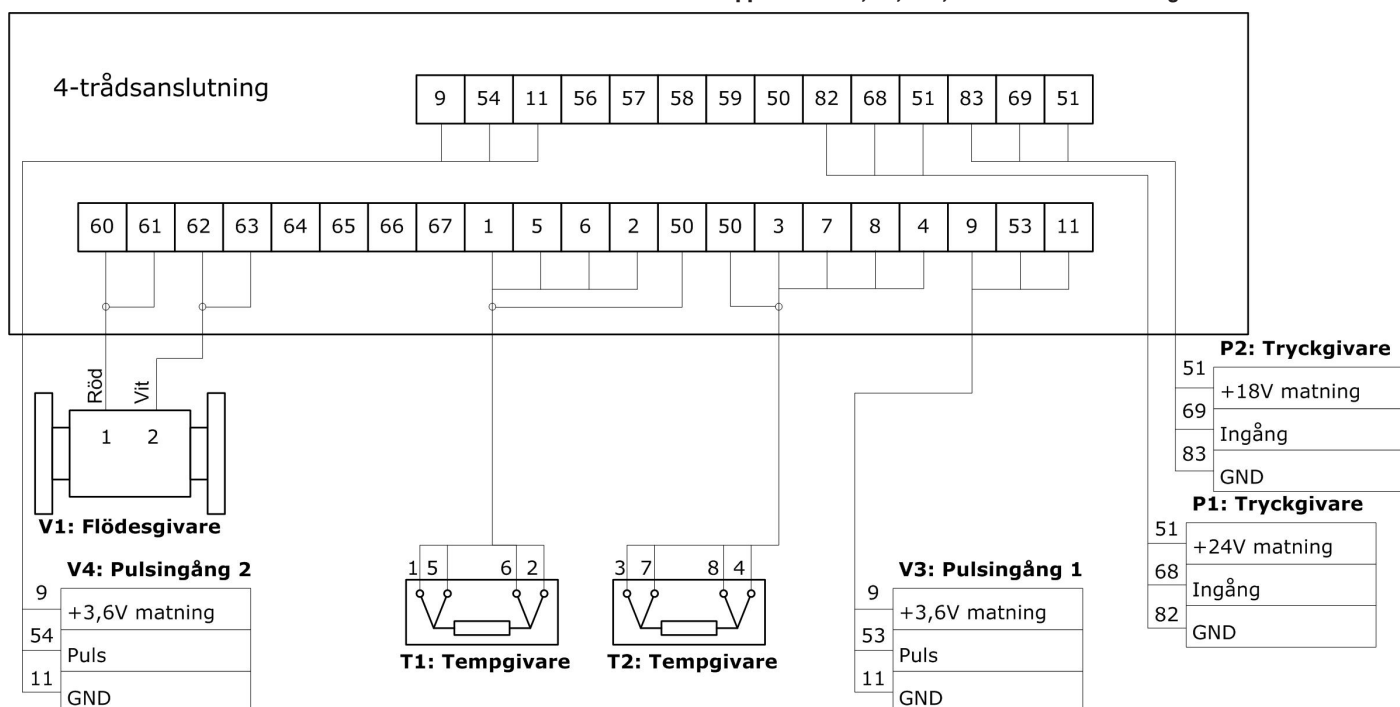 4-trådsanslutning
9 54 11 56 57 58 59 50 82 68 51 83 69 51
60 61 62 63 64 65 66 67 1 5 6 2 50 50 3 7 8 4 9 53 11
Röd Vit
1 2
V1: Flödesgivare
V4: Pulsingång 2
9 +3,6V matning
54 Puls
11 GND
1 5 6 2
T1: Tempgivare
3 7 8 4
T2: Tempgivare
V3: Pulsingång 1
9 +3,6V matning
53 Puls
11 GND
P2: Tryckgivare
51 +18V matning
69 Ingång
83 GND
P1: Tryckgivare
51 +24V matning
68 Ingång
82 GND